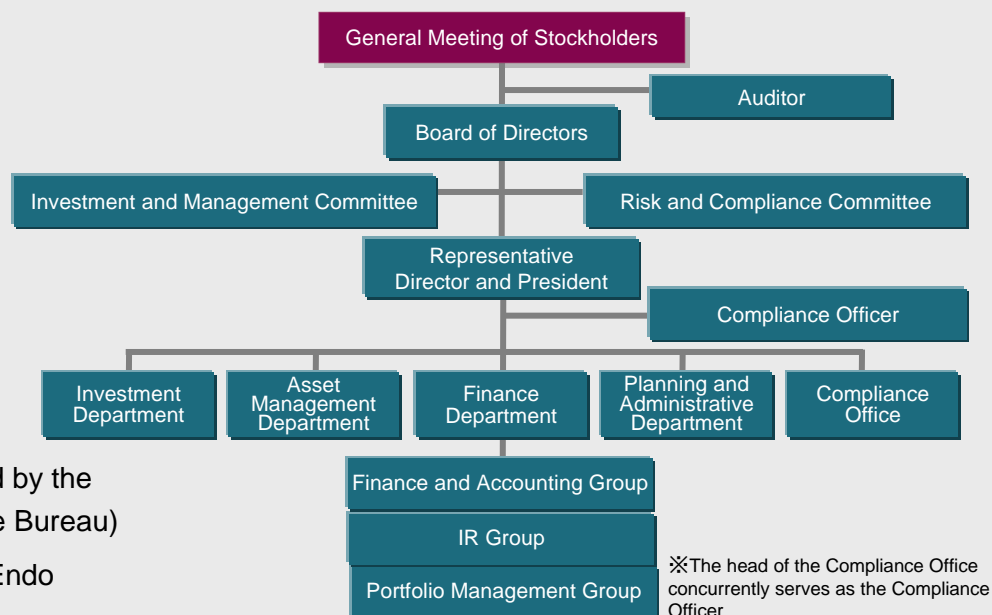 General Meeting of Stockholders
Auditor
Board of Directors
Investment and Management Committee
Risk and Compliance Committee
Representative
Director and President
Compliance Officer
Investment
Department
Asset
Management
Department
Finance
Department
Planning and
Administrative
Department
Compliance
Office
Finance and Accounting Group
IR Group
Portfolio Management Group
by the
Bureau)
Endo
※The head of the Compliance Office
concurrently serves as the Compliance
Officer